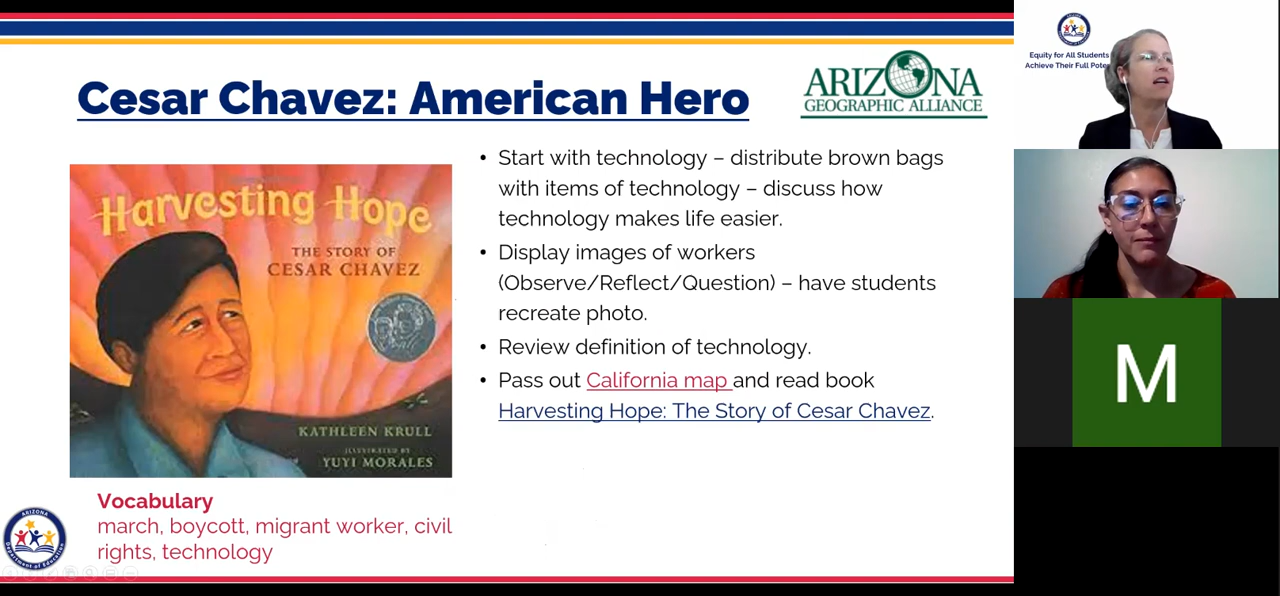 Cesar Chavez: American Hero
ARIZONA
GEOGRAPHIC ALLIANCE
Harvesting Hope
THE STORY OF
CESAR CHAVEZ
KATHLEEN KRULL
ILLUSTRATED BY
YUYI MORALES
Vocabulary
march, boycott, migrant worker, civil
rights, technology
• Start with technology – distribute brown bags
with items of technology – discuss how
technology makes life easier.
• Display images of workers
(Observe/Reflect/Question) – have students
recreate photo.
• Review definition of technology.
• Pass out California map and read book
Harvesting Hope: The Story of Cesar Chavez.
ARIZONA
Department of Education
Equity for All Students
Achieve Their Full
M